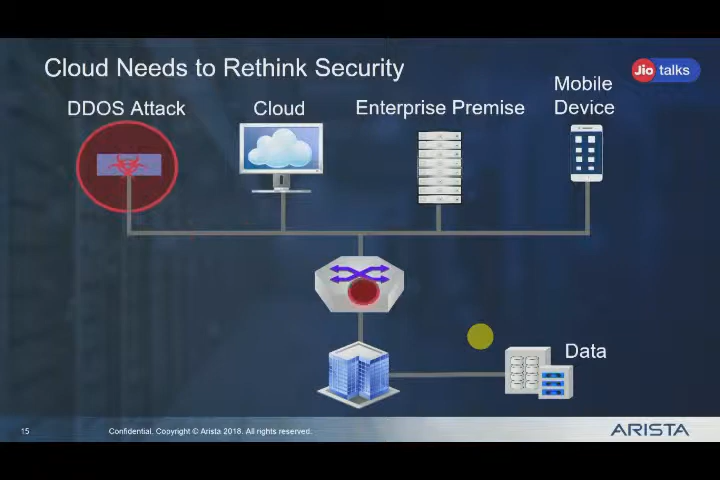 Cloud Needs to Rethink Security
Jio talks
DDOS Attack
Cloud
Enterprise Premise
Mobile
Device
Data
15
Confidential. Copyright © Arista 2018. All rights reserved.
ARISTA